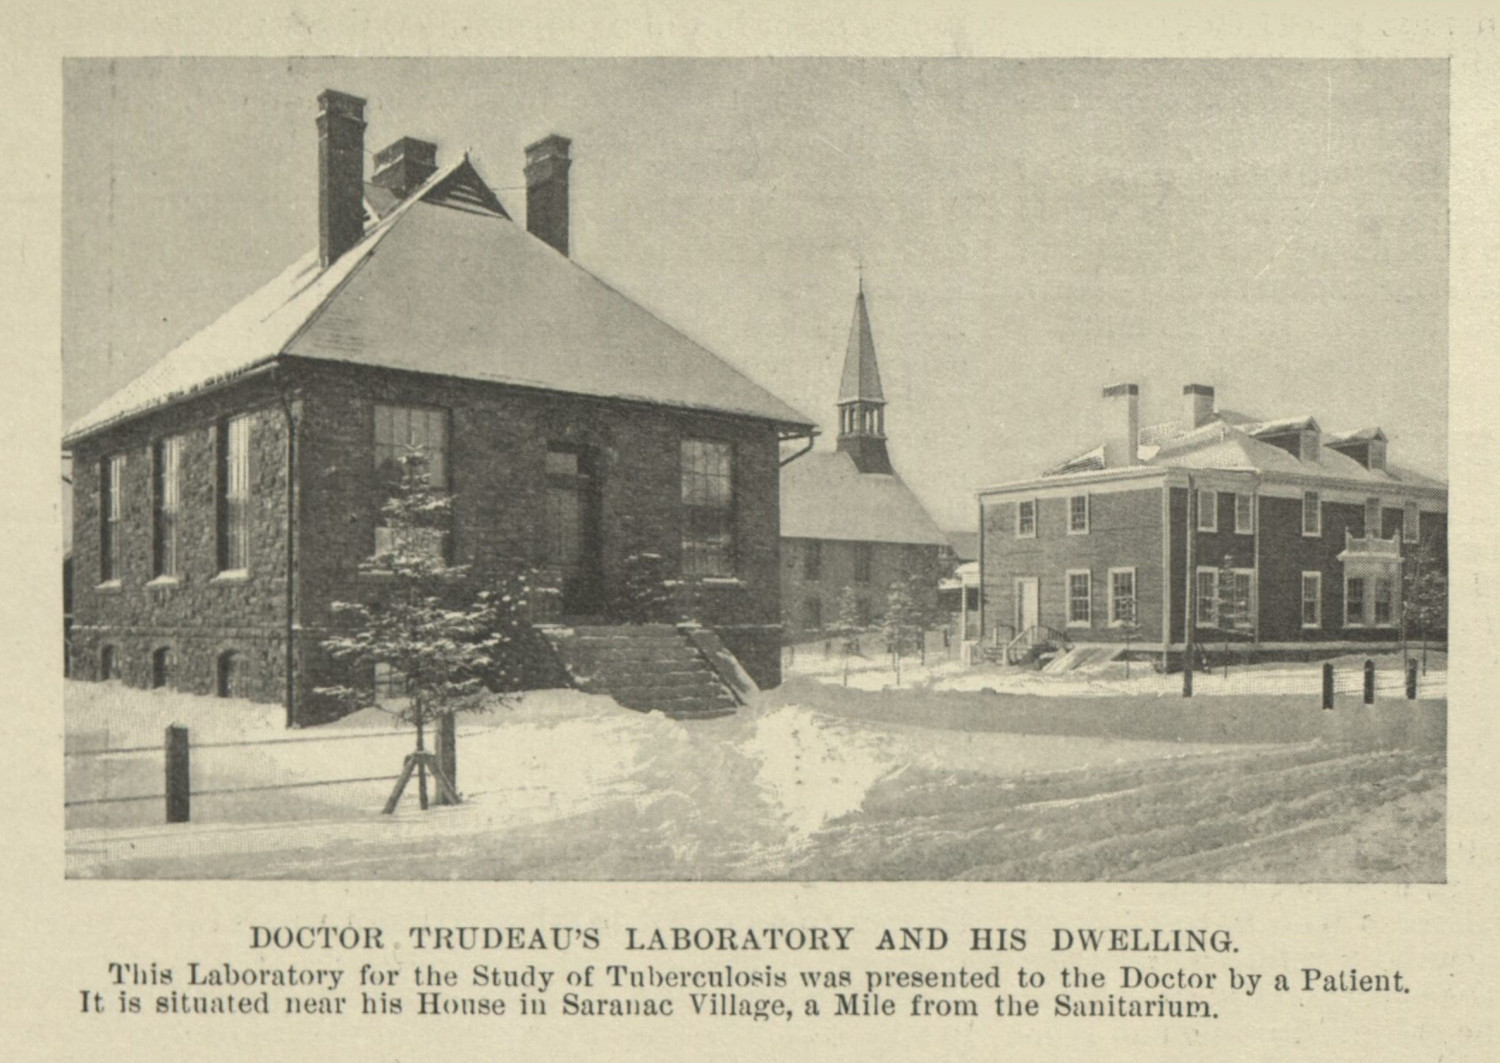 DOCTOR TRUDEAU'S LABORATORY AND HIS DWELLING.
This Laboratory for the Study of Tuberculosis was presented to the Doctor by a Patient.
It is situated near his House in Saranac Village, a Mile from the Sanitarium.